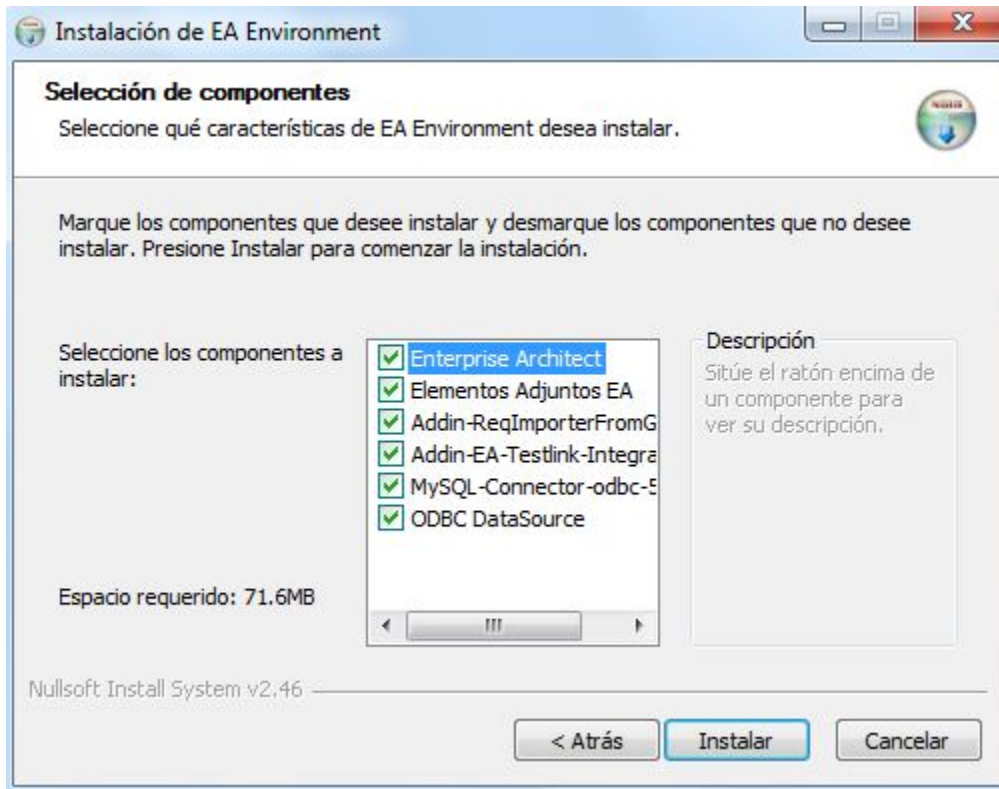 Instalación de EA Environment
Selección de componentes
Seleccione qué características de EA Environment desea instalar.
Marque los componentes que desee instalar y desmarque los componentes que no desee
instalar. Presione Instalar para comenzar la instalación.
Seleccione los componentes a
instalar:
Enterprise Architect
Elementos Adjuntos EA
Addin-ReqImporterFromG
Addin-EA-Testlink-Integra
MySQL-Connector-odbc-5
ODBC DataSource
Descripción
Sitúe el ratón encima de
un componente para
ver su descripción.
Espacio requerido: 71.6MB
Nullsoft Install System v2.46
< Atrás
Instalar
Cancelar